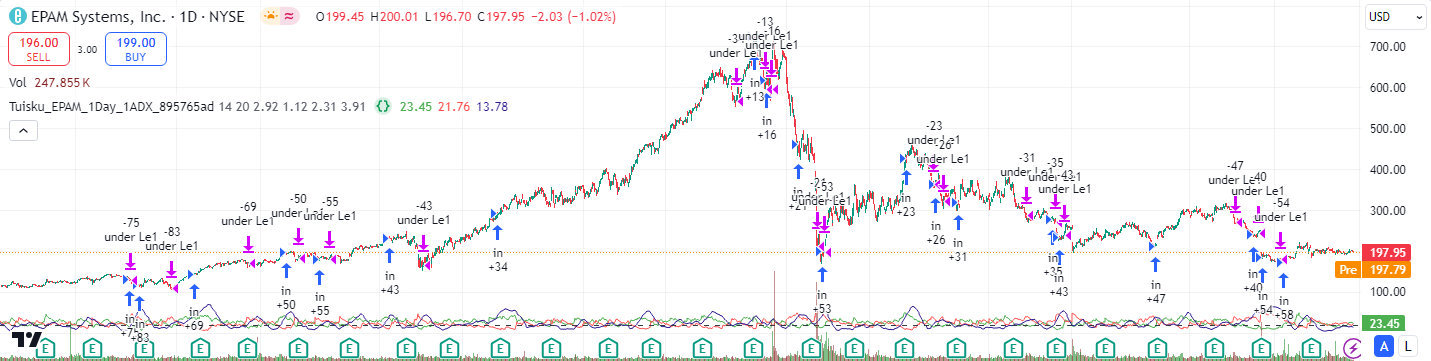 EPAM Systems, Inc. · 1D · NYSE O199.45 H200.01 L196.70 C197.95 −2.03 (−1.02%)
USD
196.00 SELL 3.00 199.00 BUY
Vol 247.855 K
Tuisku_EPAM_1Day_1ADX_895765ad 14 20 2.92 1.12 2.31 3.91 23.45 21.76 13.78
700.00
600.00
500.00
400.00
300.00
197.95
Pre 197.79
100.00
23.45
-75
under Le1
-83
under Le1
-69
under Le1
-50
under Le1
-55
under Le1
-43
under Le1
-13
-16
under Le1
under Le1
-53
under Le1
-23
under Le1
-26
under Le1
-31
under Le1
-35
under Le1
-43
under Le1
-47
under Le1
-40
under Le1
-54
under Le1
in
in
+83
in
+69
in
+50
in
+55
in
+43
in
+34
in
+13
in
+16
in
in
+53
in
+23
in
+26
in
+31
in
+35
in
+43
in
+47
in
+40
in
+54
in
+58
E E E E E E E E E E E E E E E E E E E E E E E E E
A L